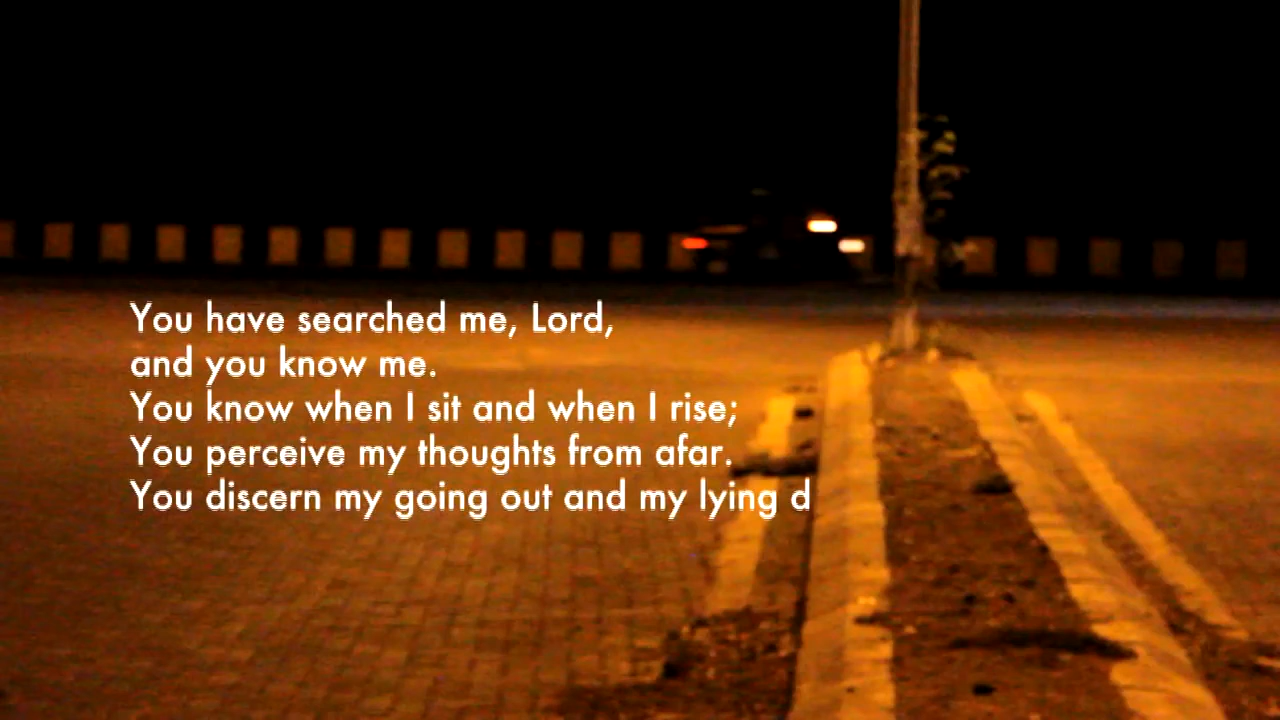 You have searched me, Lord,
and you know me.
You know when I sit and when I rise;
You perceive my thoughts from afar.
You discern my going out and my lying d